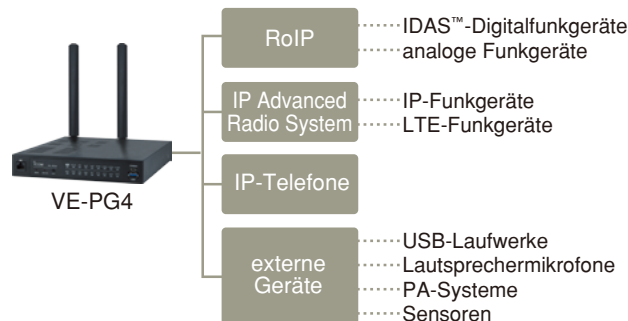 RoIP
IDAS™-Digitalfunkgeräte
analoge Funkgeräte
IP Advanced
Radio System
IP-Funkgeräte
LTE-Funkgeräte
IP-Telefone
VE-PG4
externe
Geräte
USB-Laufwerke
Lautsprechermikrofone
PA-Systeme
Sensoren